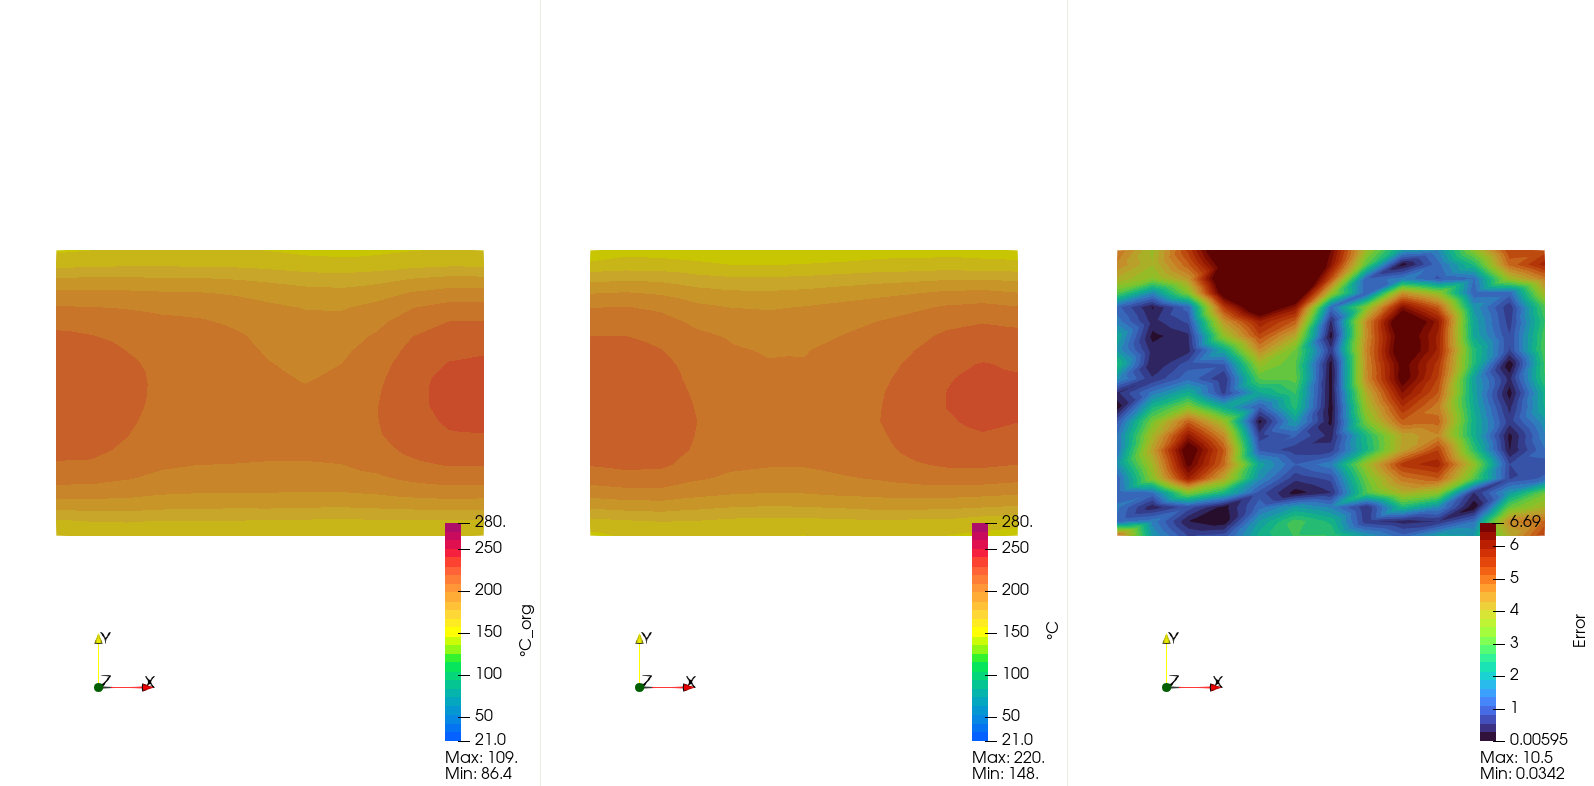 280.
250
200
150
100
50
21.0
°C_org
Max: 109.
Min: 86.4
Y
Z
X
280.
250
200
150
100
50
21.0
°C
Max: 220.
Min: 148.
Y
Z
X
6.69
6
5
4
3
2
1
0.00595
Error
Max: 10.5
Min: 0.0342
Y
Z
X